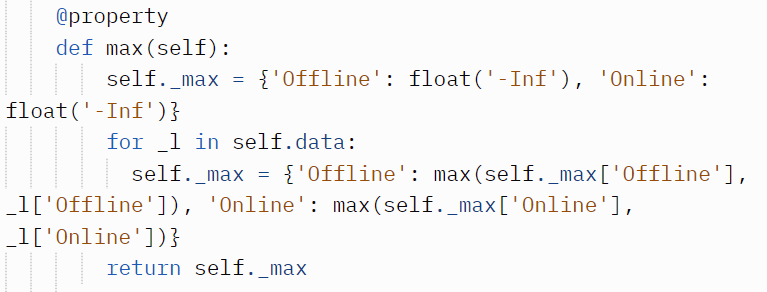 @property
def max(self):
self._max = {'Offline': float('-Inf'), 'Online':
float('-Inf')}
for _l in self.data:
self._max = {'Offline': max(self._max['Offline'],
_l['Offline']), 'Online': max(self._max['Online'],
_l['Online'])}
return self._max